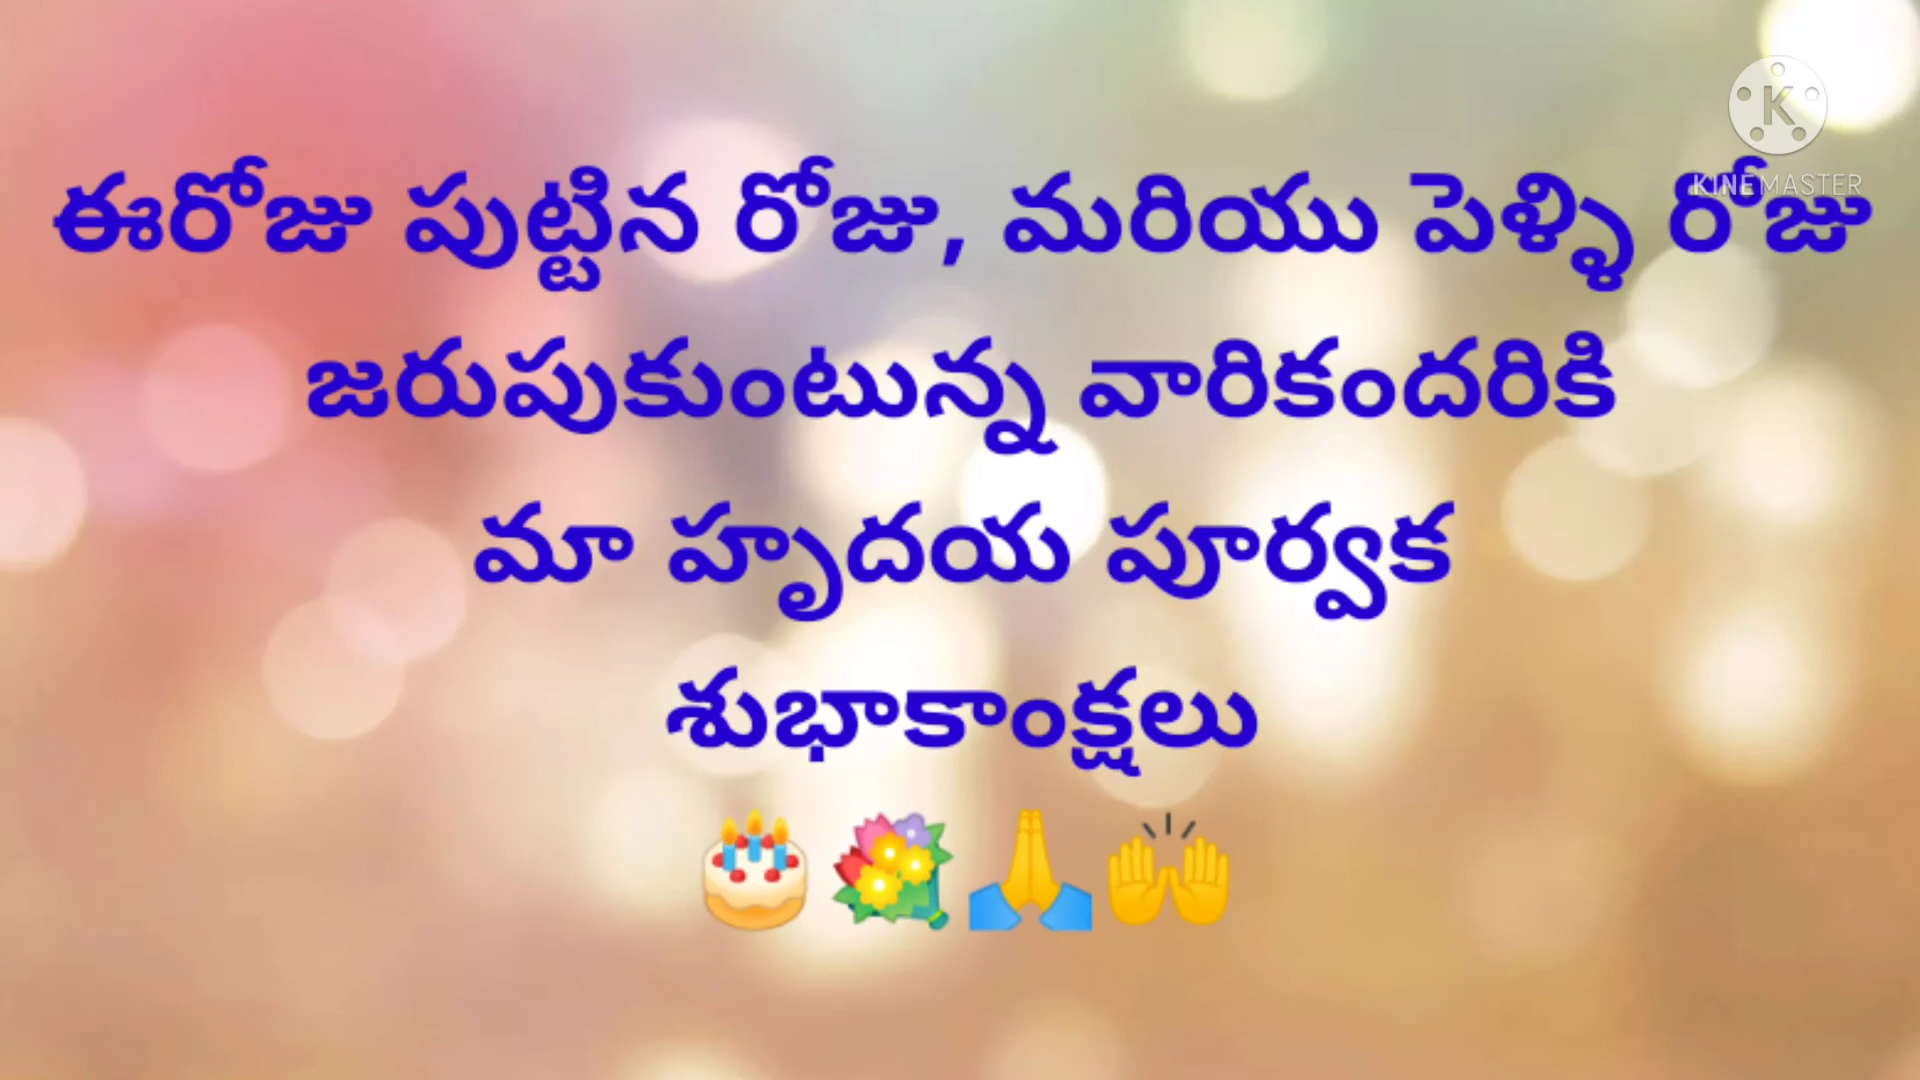 ఈరోజు పుట్టిన రోజు, మరియు పెళ్ళి రోజు
జరుపుకుంటున్న వారికందరికి
మా హృదయ పూర్వక
శుభాకాంక్షలు
🎂💐🙏🙌
K
KINEMASTER